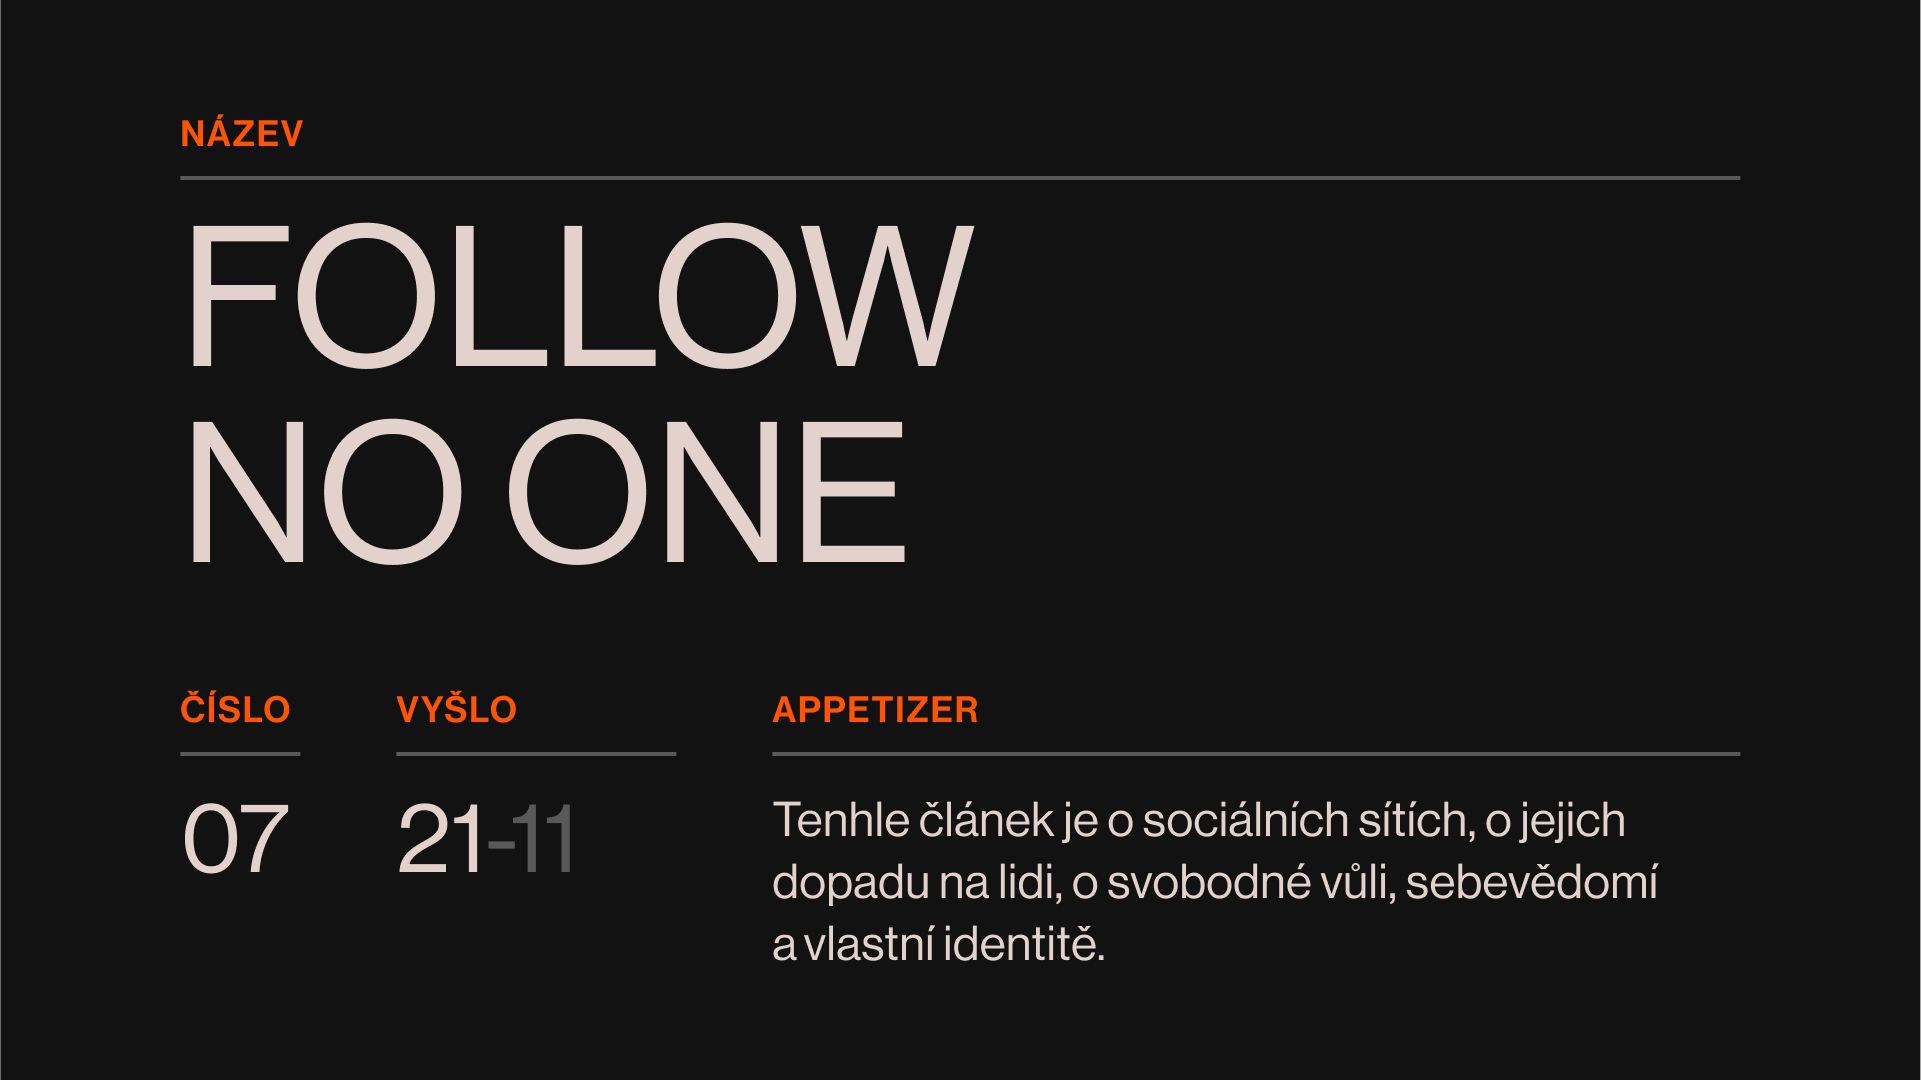 NÁZEV
FOLLOW
NO ONE
ČÍSLO
07
VYŠLO
21-11
APPETIZER
Tenhle článek je o sociálních sítích, o jejich
dopadu na lidi, o svobodné vůli, sebevědomí
a vlastní identitě.